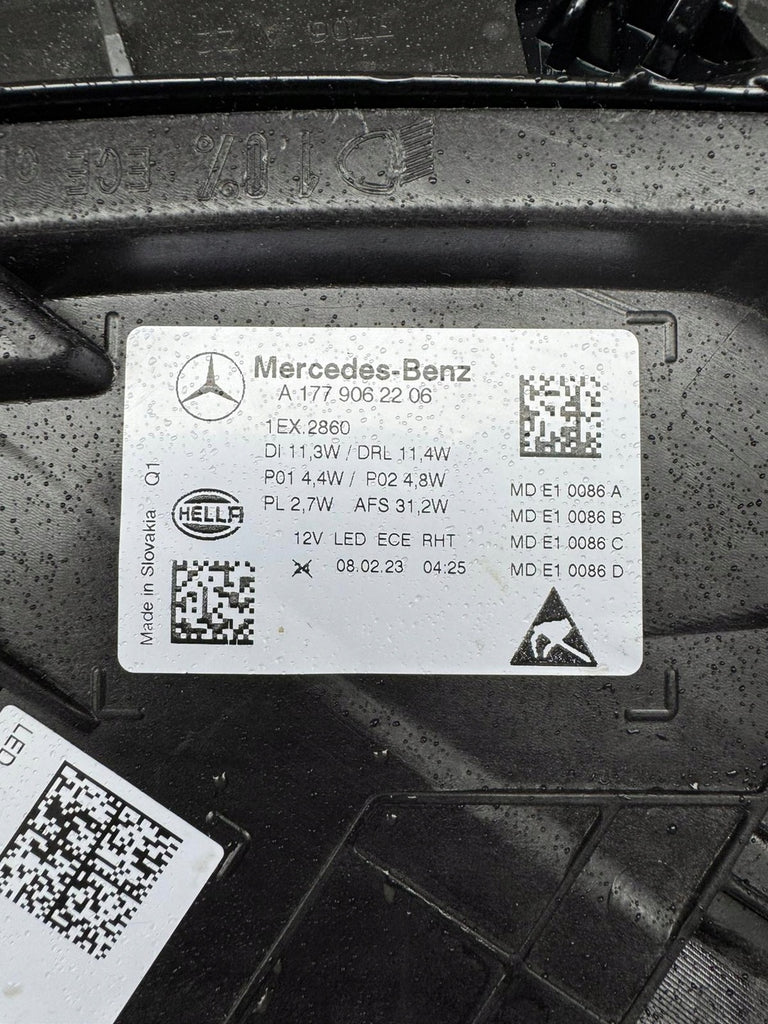 10%
ECE
Mercedes-Benz
A 177 906 22 06
1EX.2860
DI 11,3W / DRL 11,4W
P01 4,4W / P02 4,8W
PL 2,7W AFS 31,2W
12V LED ECE RHT
08.02.23 04:25
HELLA
Made in Slovakia Q1
MD E1 0086 A
MD E1 0086 B
MD E1 0086 C
MD E1 0086 D
LED